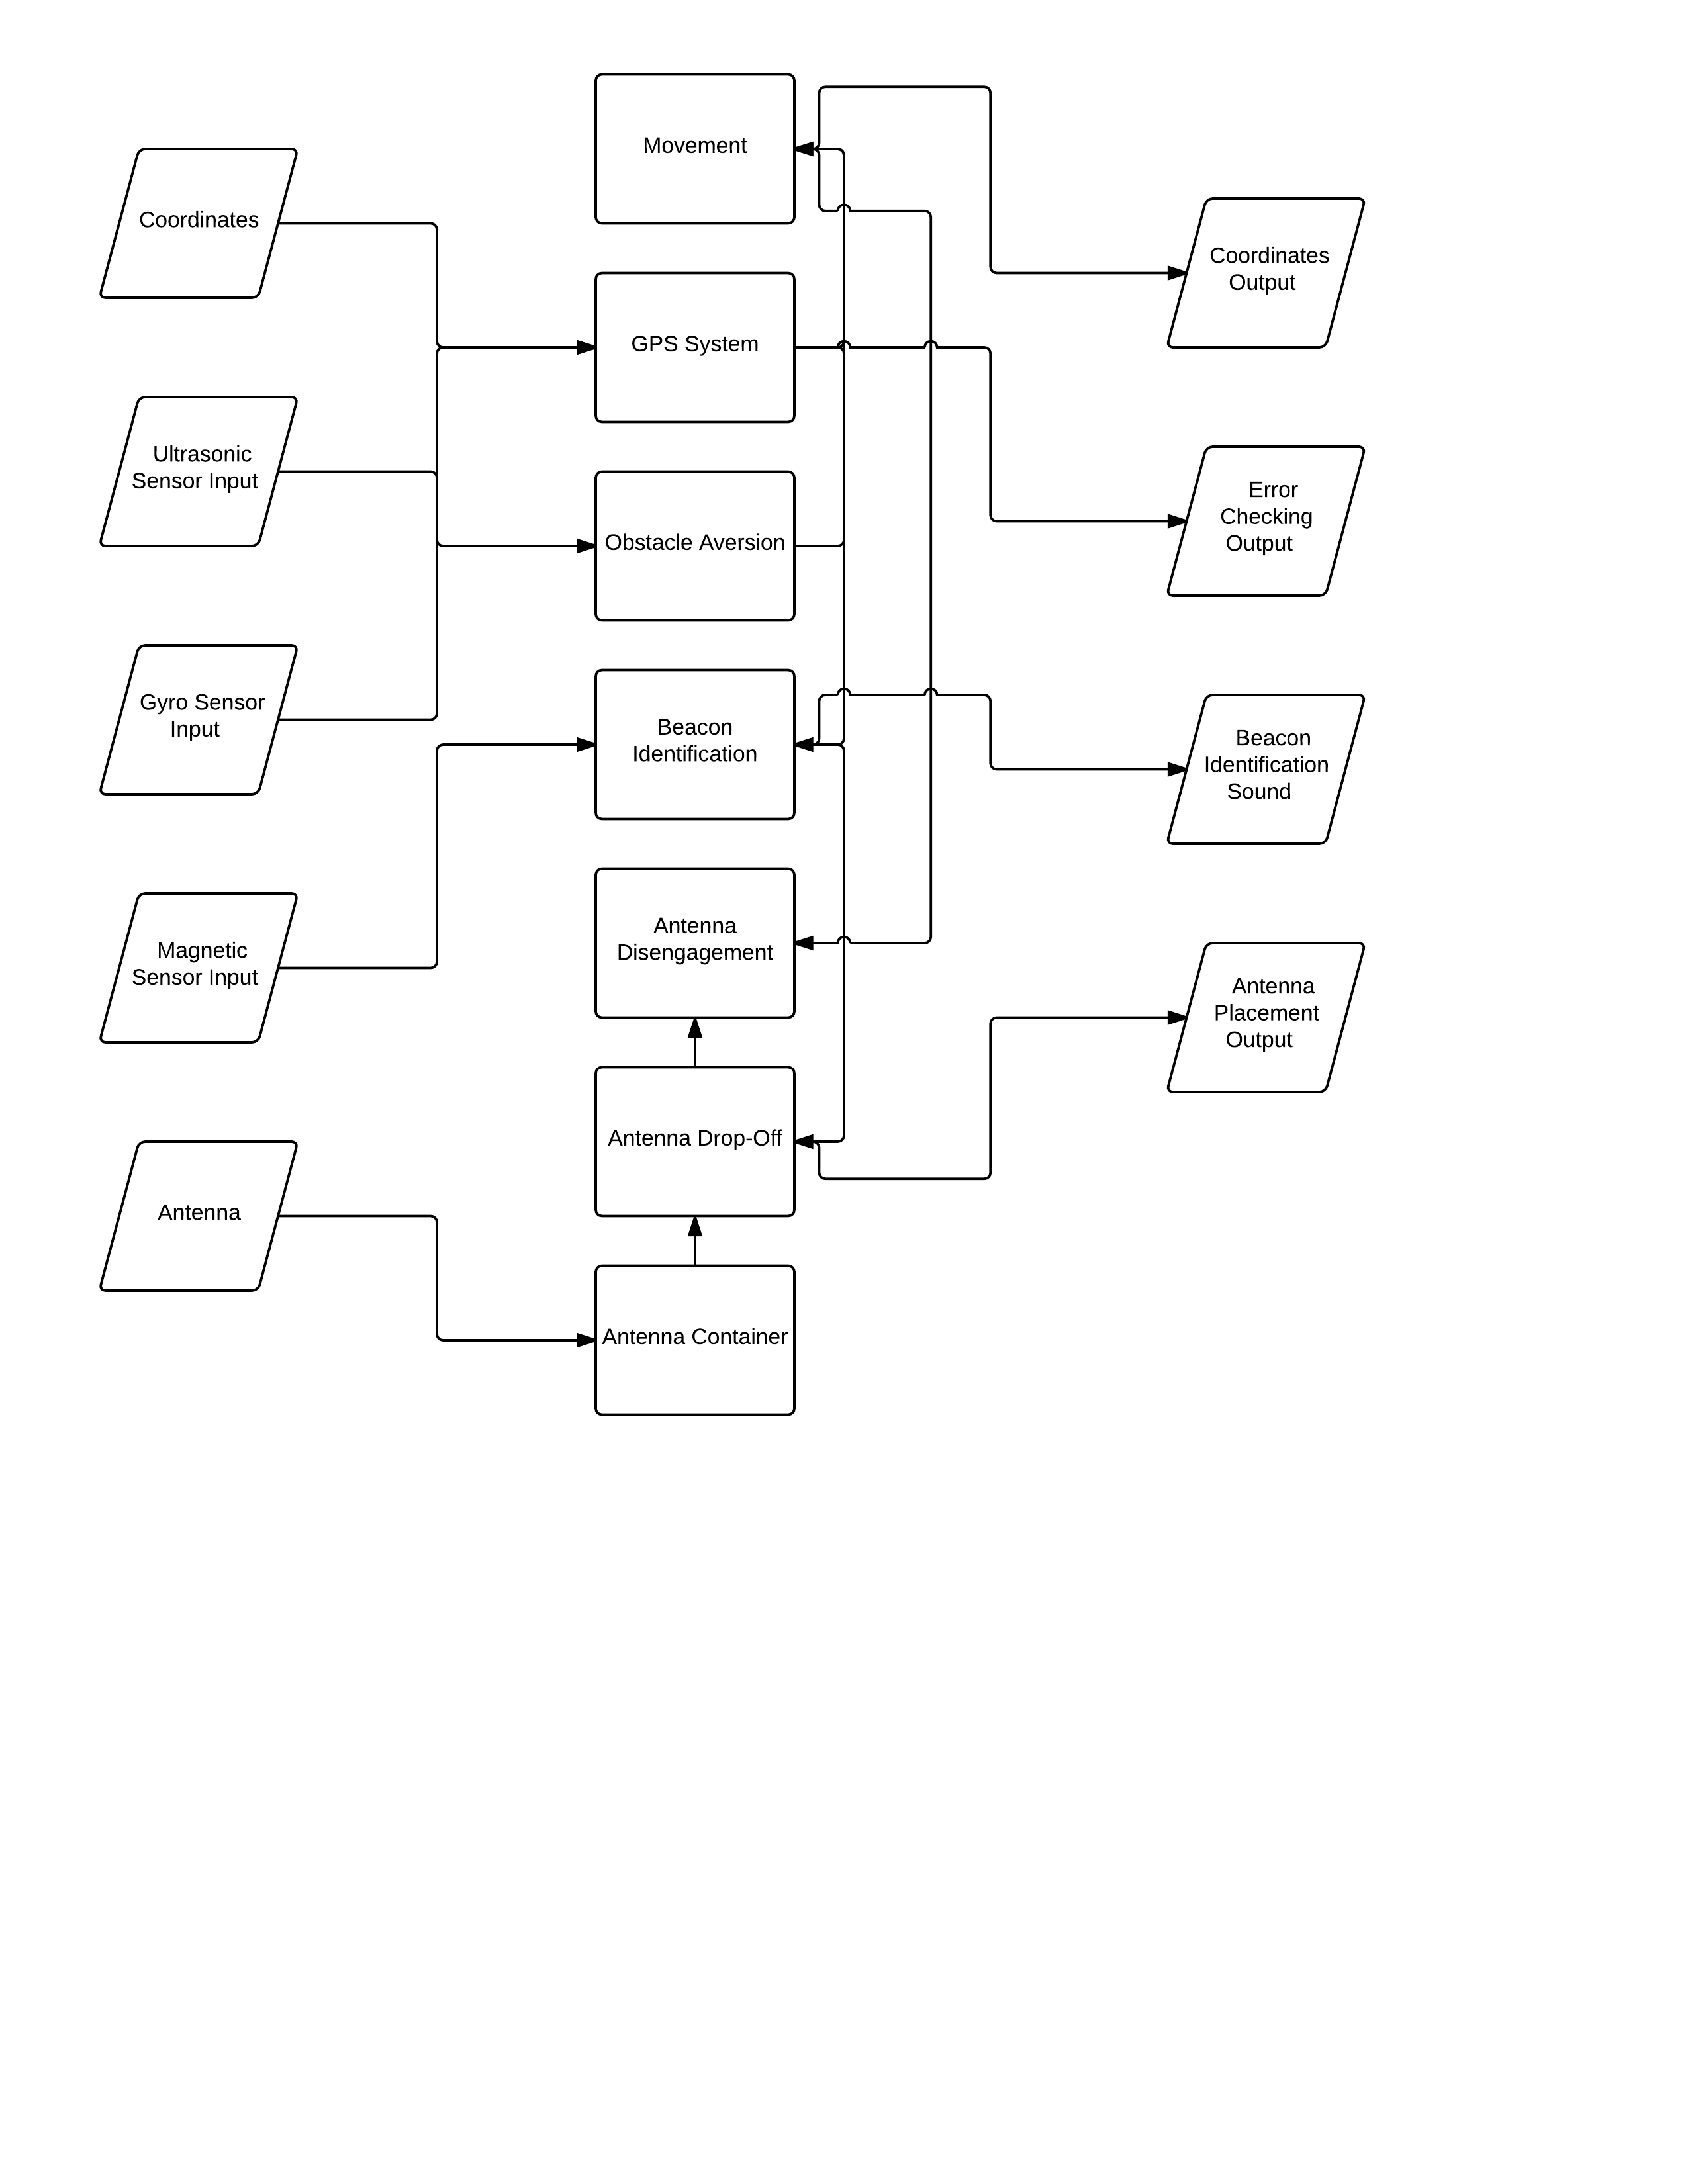 Coordinates
Ultrasonic
Sensor Input
Gyro Sensor
Input
Magnetic
Sensor Input
Antenna
Movement
GPS System
Obstacle Aversion
Beacon
Identification
Antenna
Disengagement
Antenna Drop-Off
Antenna Container
Coordinates
Output
Error
Checking
Output
Beacon
Identification
Sound
Antenna
Placement
Output